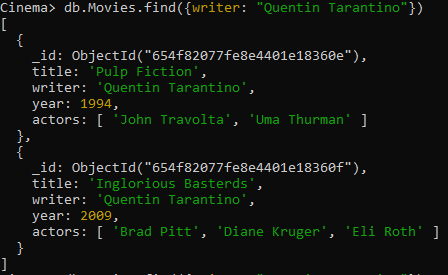 Cinema> db.Movies.find({writer: "Quentin Tarantino"})
[
  {
    _id: ObjectId("654f82077fe8e4401e18360e"),
    title: 'Pulp Fiction',
    writer: 'Quentin Tarantino',
    year: 1994,
    actors: [ 'John Travolta', 'Uma Thurman' ]
  },
  {
    _id: ObjectId("654f82077fe8e4401e18360f"),
    title: 'Inglorious Basterds',
    writer: 'Quentin Tarantino',
    year: 2009,
    actors: [ 'Brad Pitt', 'Diane Kruger', 'Eli Roth' ]
  }
]